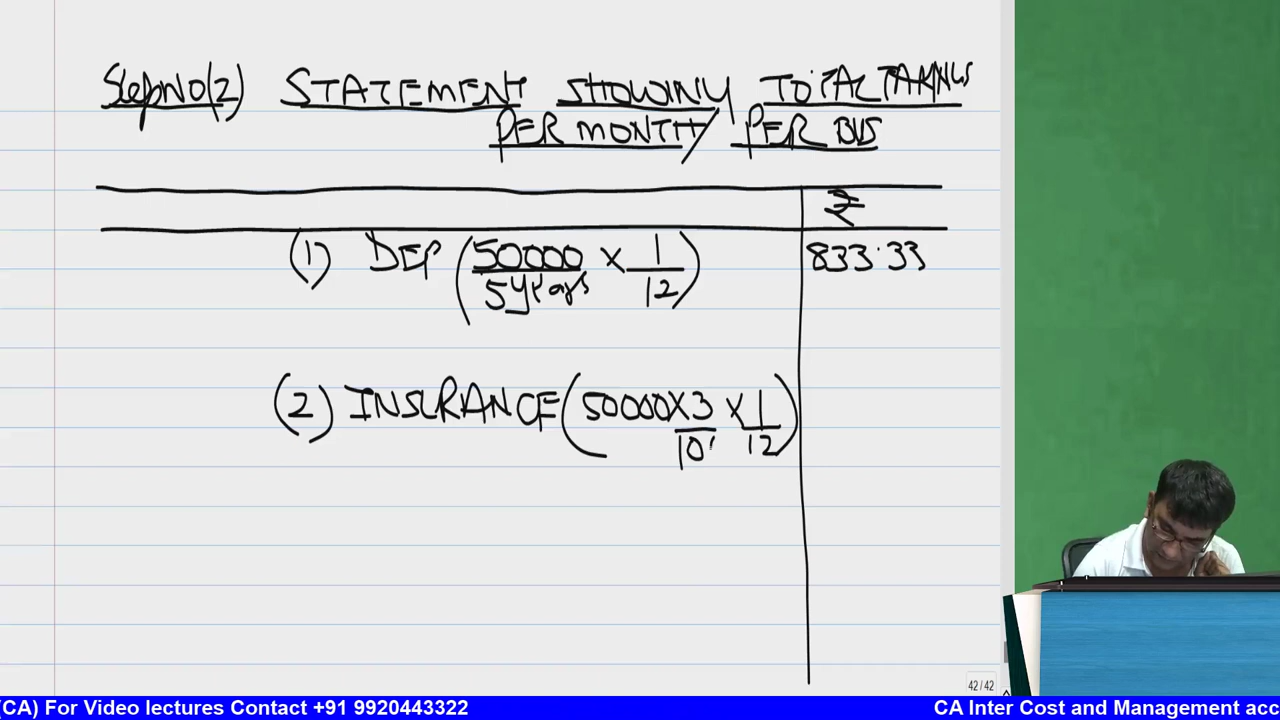 Step No (2) STATEMENT SHOWING TOTAL TAKINGS
PER MONTH PER BUS
₹
(1) DEP (50000/5years × 1/12) 833.33
(2) INSURANCE (50000×3/10 × 1/12)
42/42
(CA) For Video lectures Contact +91 9920443322
CA Inter Cost and Management acc